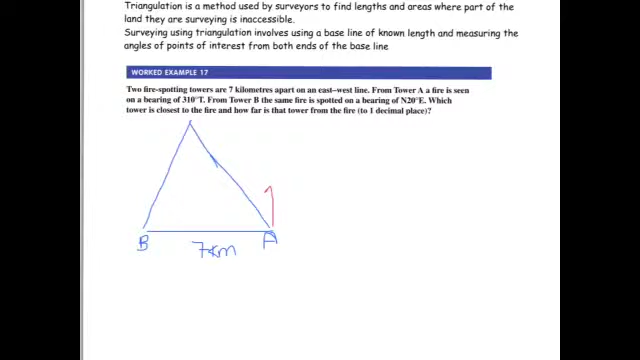 Triangulation is a method used by surveyors to find lengths and areas where part of the
land they are surveying is inaccessible.
Surveying using triangulation involves using a base line of known length and measuring the
angles of points of interest from both ends of the base line
WORKED EXAMPLE 17
Two fire-spotting towers are 7 kilometres apart on an east–west line. From Tower A a fire is seen
on a bearing of 310°T. From Tower B the same fire is spotted on a bearing of N20°E. Which
tower is closest to the fire and how far is that tower from the fire (to 1 decimal place)?
B 7km A